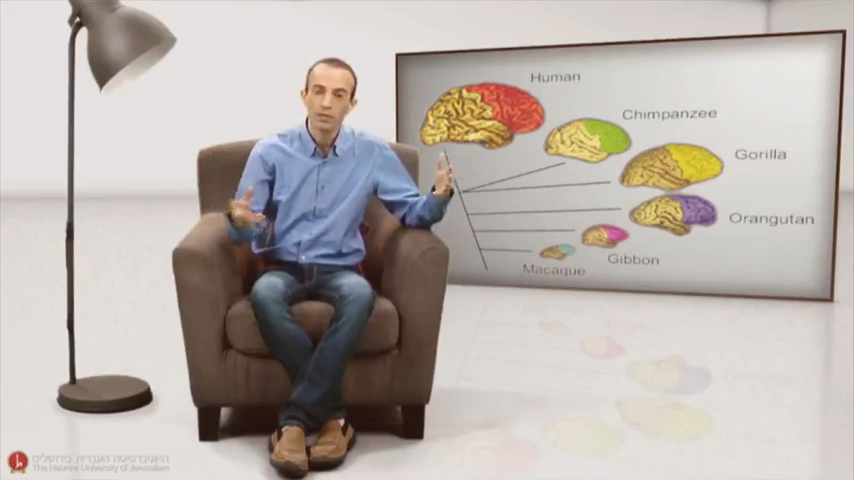 Human
Chimpanzee
Gorilla
Orangutan
Gibbon
Macaque
האוניברסיטה העברית בירושלים
The Hebrew University of Jerusalem